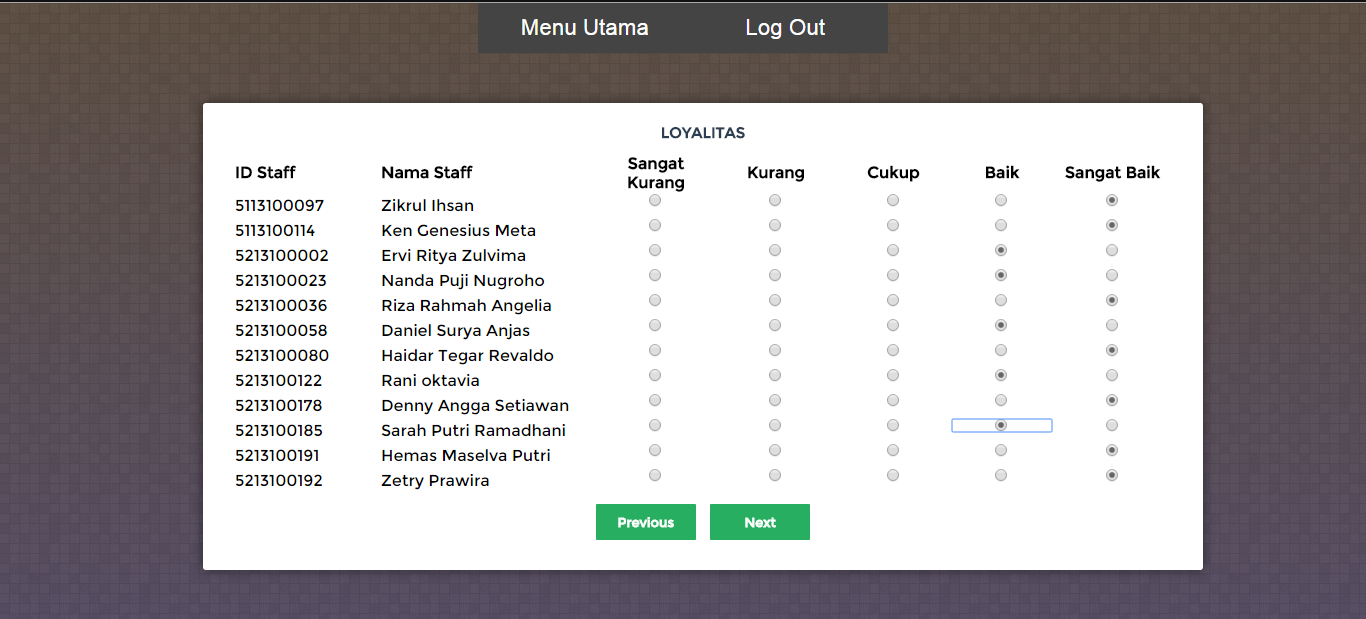 Menu Utama Log Out
LOYALITAS
ID Staff Nama Staff Sangat Kurang Kurang Cukup Baik Sangat Baik
5113100097 Zikrul Ihsan
5113100114 Ken Genesius Meta
5213100002 Ervi Ritya Zulvima
5213100023 Nanda Puji Nugroho
5213100036 Riza Rahmah Angelia
5213100058 Daniel Surya Anjas
5213100080 Haidar Tegar Revaldo
5213100122 Rani oktavia
5213100178 Denny Angga Setiawan
5213100185 Sarah Putri Ramadhani
5213100191 Hemas Maselva Putri
5213100192 Zetry Prawira
Previous Next